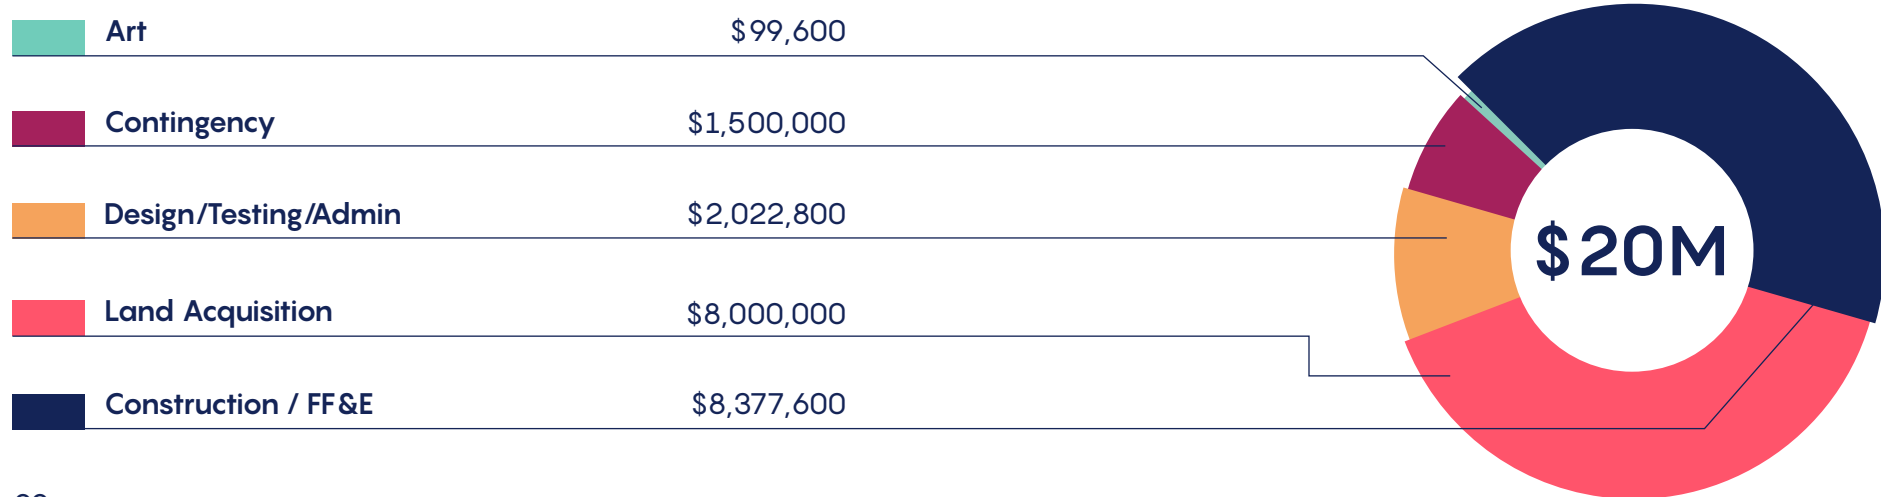 Art $99,600
Contingency $1,500,000
Design/Testing/Admin $2,022,800
$20M
Land Acquisition $8,000,000
Construction / FF&E $8,377,600